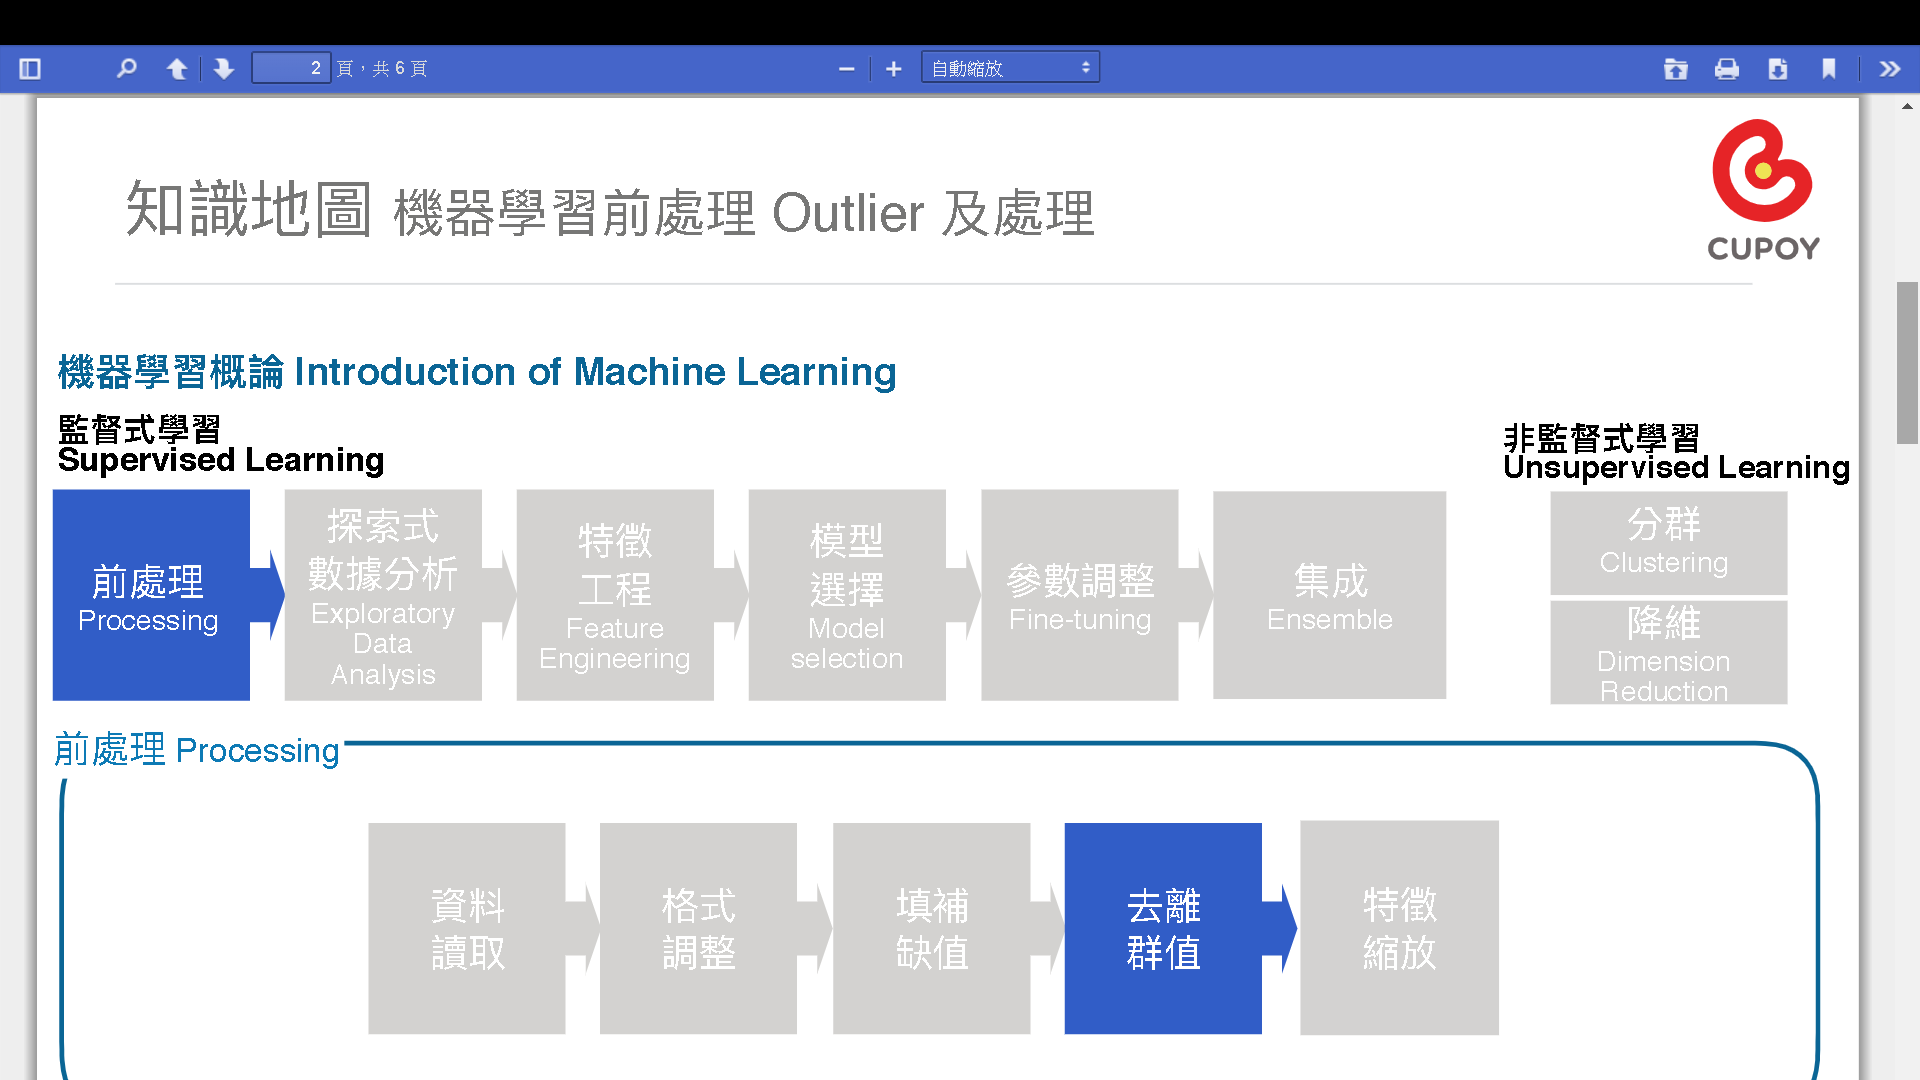 2 頁，共 6 頁
自動縮放
CUPOY
知識地圖 機器學習前處理 Outlier 及處理
機器學習概論 Introduction of Machine Learning
監督式學習
Supervised Learning
前處理
Processing
探索式
數據分析
Exploratory
Data
Analysis
特徵
工程
Feature
Engineering
模型
選擇
Model
selection
參數調整
Fine-tuning
集成
Ensemble
非監督式學習
Unsupervised Learning
分群
Clustering
降維
Dimension
Reduction
前處理 Processing
資料
讀取
格式
調整
填補
缺值
去離
群值
特徵
縮放